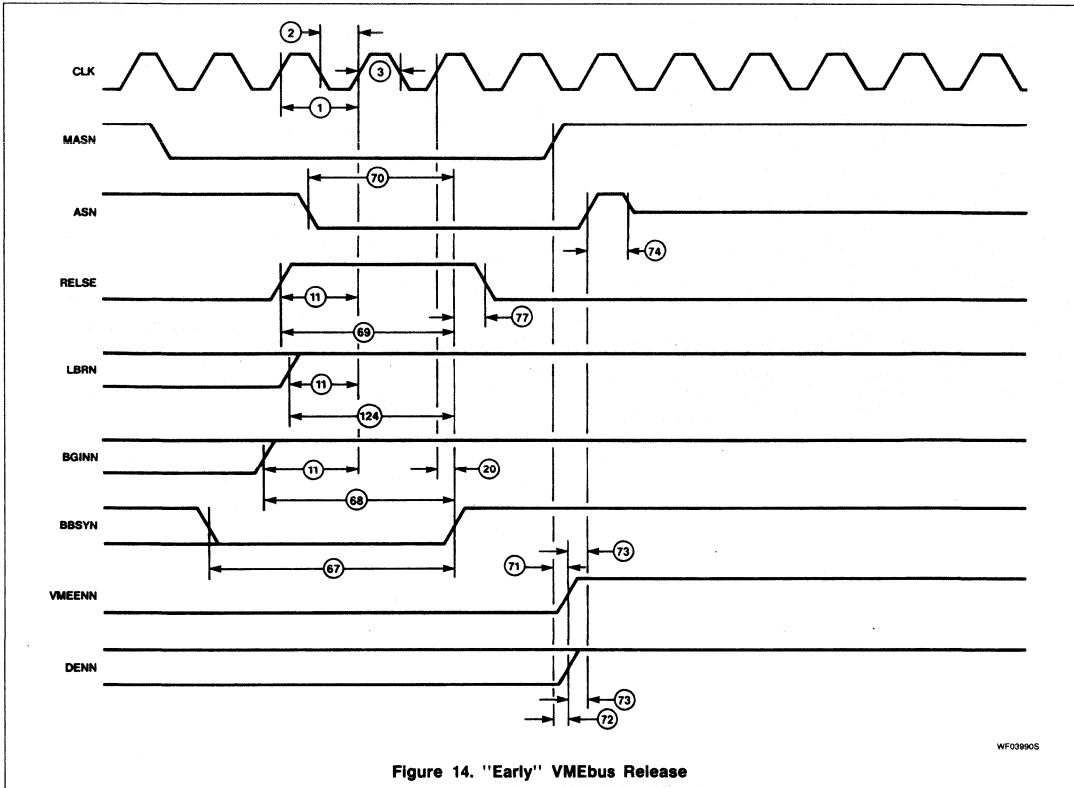 2
CLK
3
1
MASN
70
ASN
74
RELSE
11
77
69
LBRN
11
124
BGINN
11
20
68
BBSYN
67
71
73
VMEENN
DENN
73
72
WF03990S
Figure 14. "Early" VMEbus Release